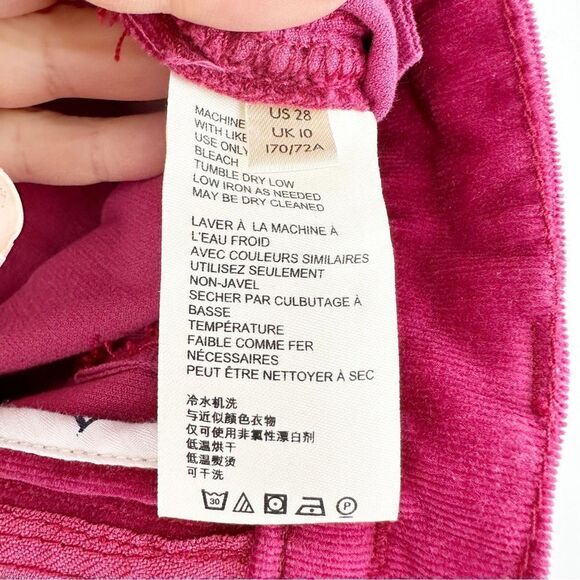 US 28
UK 10
170/72A
MACHINE
WITH LIKE
USE ONLY
BLEACH
TUMBLE DRY LOW
LOW IRON AS NEEDED
MAY BE DRY CLEANED
LAVER À LA MACHINE À
L'EAU FROID
AVEC COULEURS SIMILAIRES
UTILISEZ SEULEMENT
NON-JAVEL
SECHER PAR CULBUTAGE À
BASSE
TEMPÉRATURE
FAIBLE COMME FER
NÉCESSAIRES
PEUT ÊTRE NETTOYER À SEC
冷水机洗
与近似颜色衣物
仅可使用非氯性漂白剂
低温烘干
低温熨烫
可干洗
30 P